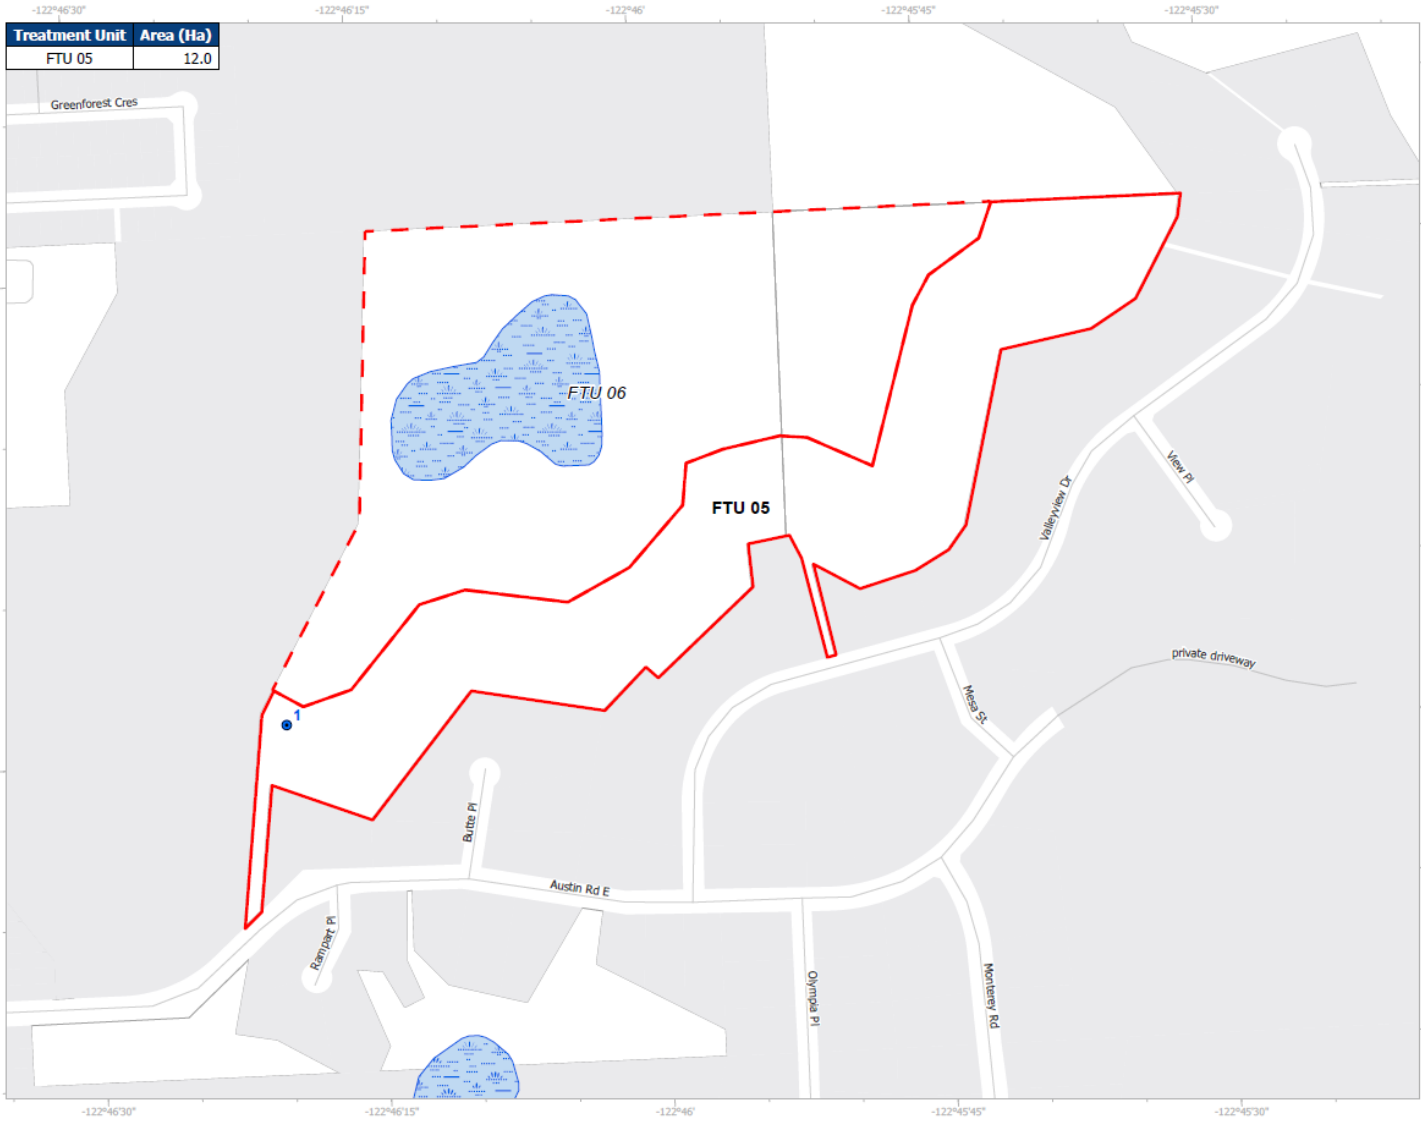 -122°46'30"
-122°46'15"
-122°46'
-122°45'45"
-122°45'30"
Treatment Unit Area (Ha)
FTU 05 12.0
Greenforest Cres
FTU 06
FTU 05
View Pl
Valleyview Dr
private driveway
Mesa St
1
Butte Pl
Austin Rd E
Rampart Pl
Olympia Pl
Monterey Rd
-122°46'30"
-122°46'15"
-122°46'
-122°45'45"
-122°45'30"